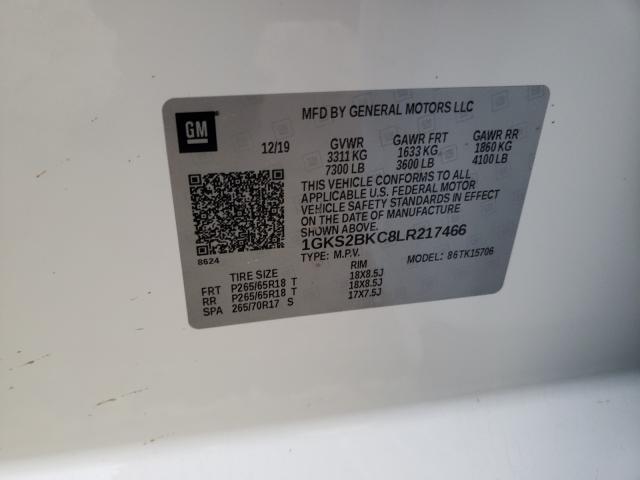 GM
MFD BY GENERAL MOTORS LLC
12/19 GVWR GAWR FRT GAWR RR
3311 KG 1633 KG 1860 KG
7300 LB 3600 LB 4100 LB
THIS VEHICLE CONFORMS TO ALL
APPLICABLE U.S. FEDERAL MOTOR
VEHICLE SAFETY STANDARDS IN EFFECT
ON THE DATE OF MANUFACTURE
SHOWN ABOVE.
1GKS2BKC8LR217466
8624
TYPE: M.P.V. MODEL: 86TK15706
TIRE SIZE RIM
FRT P265/65R18 T 18X8.5J
RR P265/65R18 T 18X8.5J
SPA 265/70R17 S 17X7.5J